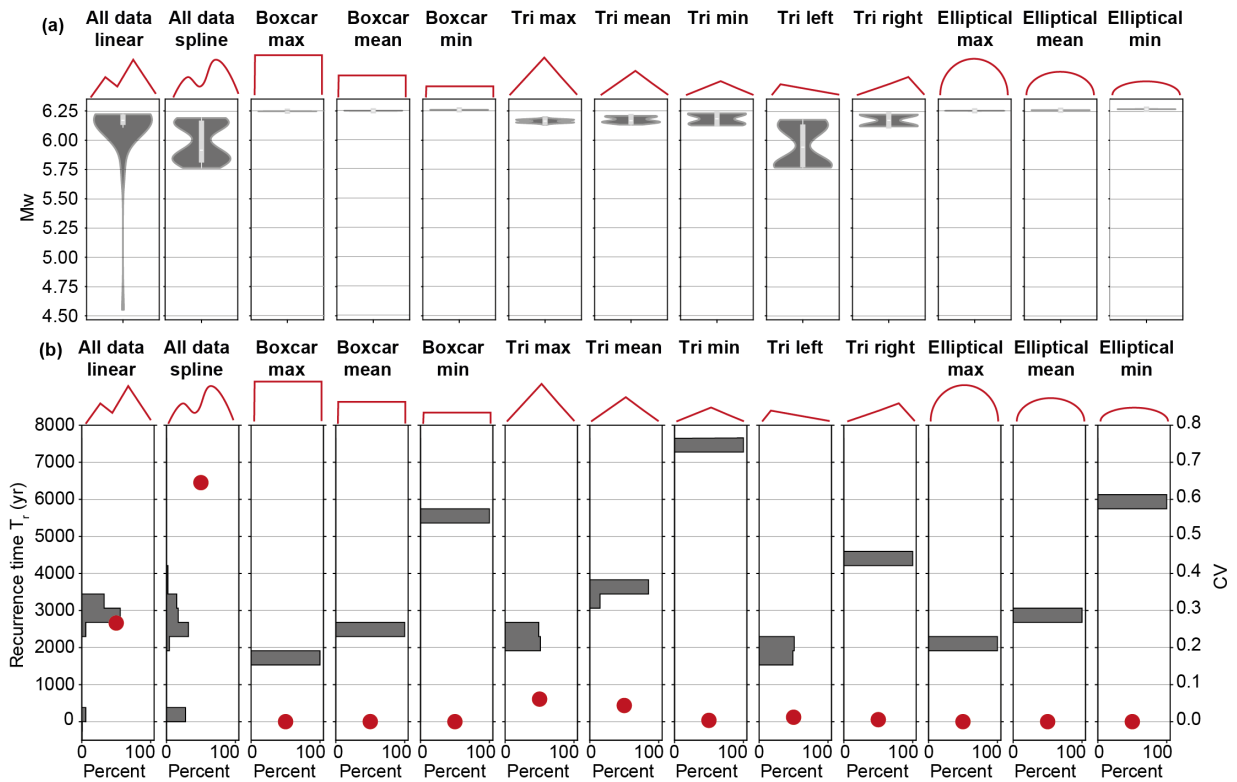 (a)
All data linear
All data spline
Boxcar max
Boxcar mean
Boxcar min
Tri max
Tri mean
Tri min
Tri left
Tri right
Elliptical max
Elliptical mean
Elliptical min
Mw
6.25
6.00
5.75
5.50
5.25
5.00
4.75
4.50
(b)
All data linear
All data spline
Boxcar max
Boxcar mean
Boxcar min
Tri max
Tri mean
Tri min
Tri left
Tri right
Elliptical max
Elliptical mean
Elliptical min
Recurrence time Tr (yr)
8000
7000
6000
5000
4000
3000
2000
1000
0
0.8
0.7
0.6
0.5
0.4
0.3
0.2
0.1
0.0
CV
0 100 0 100 0 100 0 100 0 100 0 100 0 100 0 100 0 100 0 100 0 100 0 100 0 100
Percent Percent Percent Percent Percent Percent Percent Percent Percent Percent Percent Percent Percent